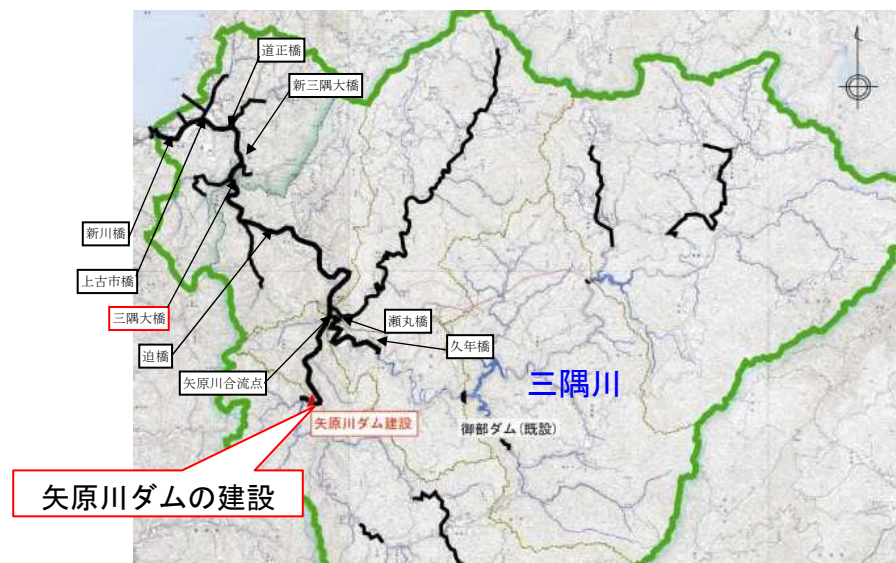 道正橋
新三隅大橋
新川橋
上古市橋
三隅大橋
瀬丸橋
迫橋
久年橋
矢原川合流点
三隅川
矢原川ダム建設
御部ダム(既設)
矢原川ダムの建設